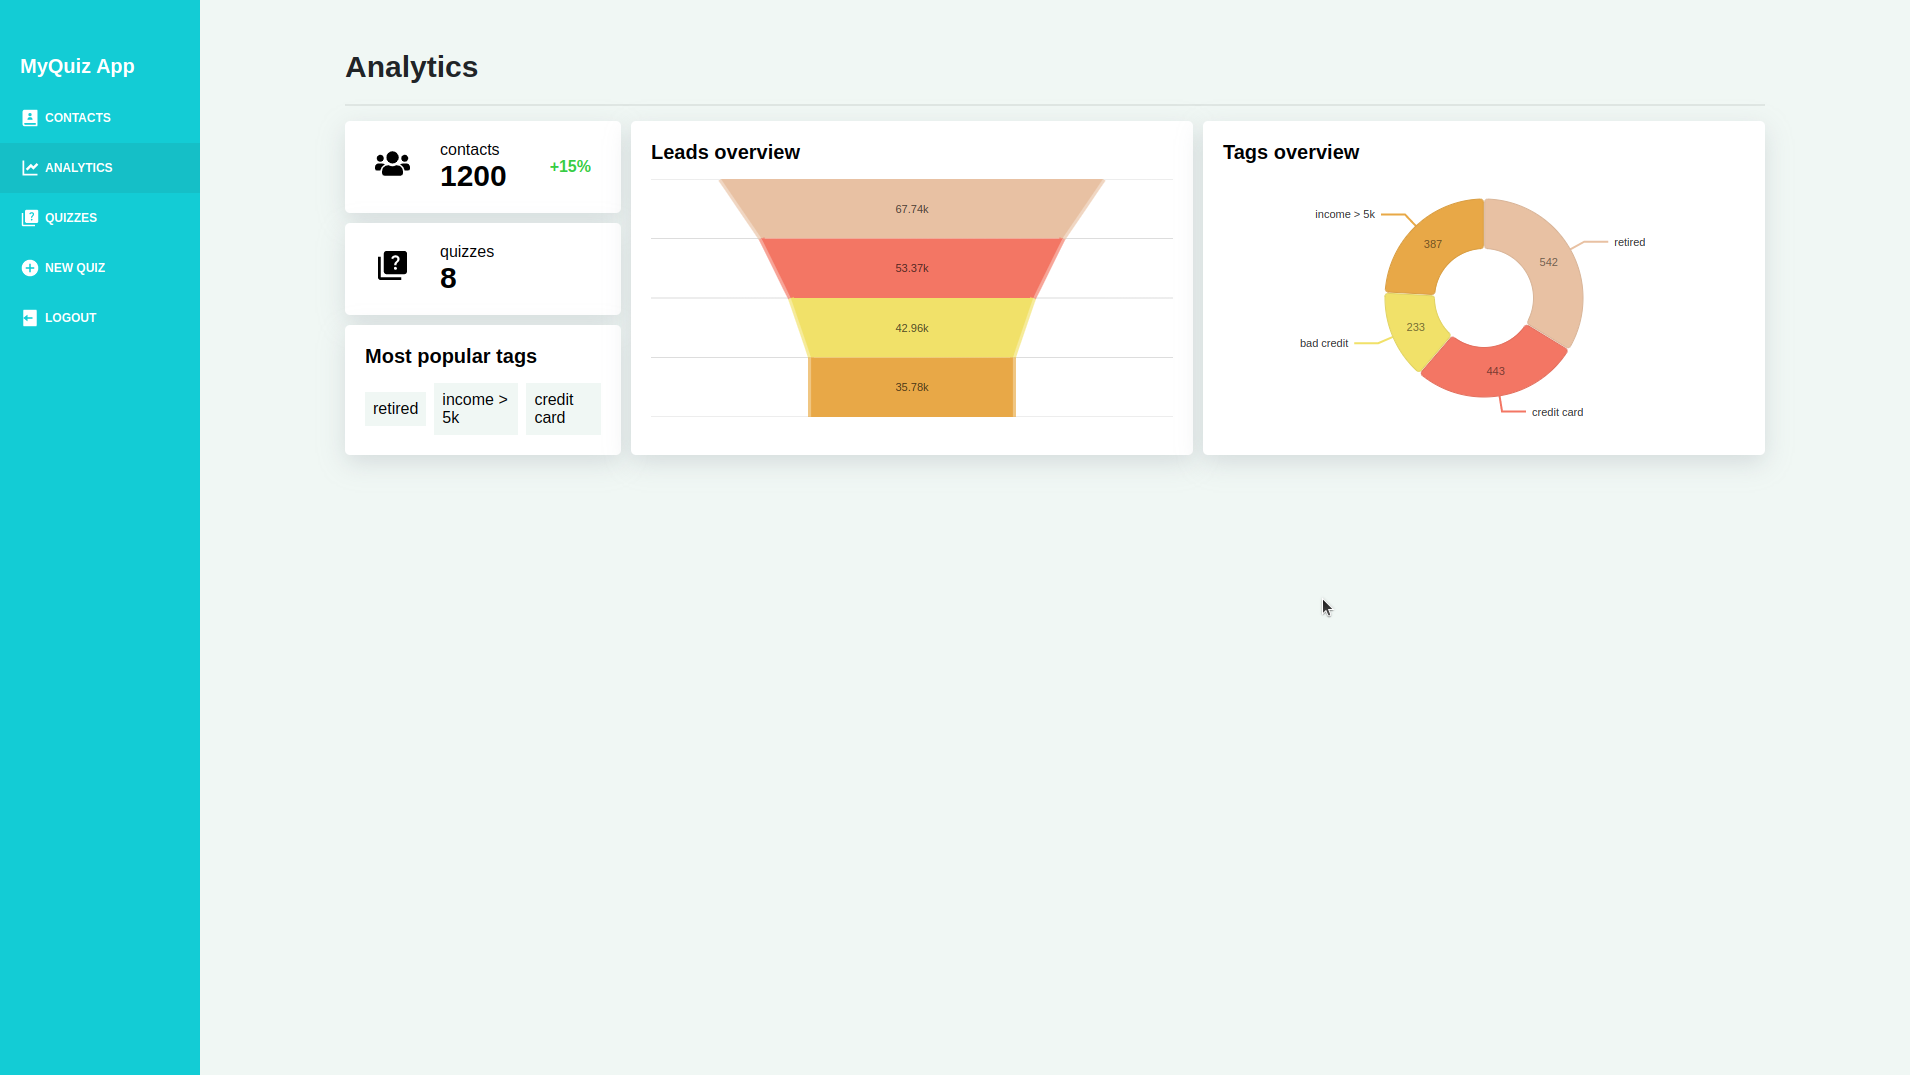 MyQuiz App
CONTACTS
ANALYTICS
QUIZZES
NEW QUIZ
LOGOUT
Analytics
contacts
1200
+15%
quizzes
8
Most popular tags
retired
income >
5k
credit
card
Leads overview
67.74k
53.37k
42.96k
35.78k
Tags overview
income > 5k
387
retired
542
bad credit
233
443
credit card